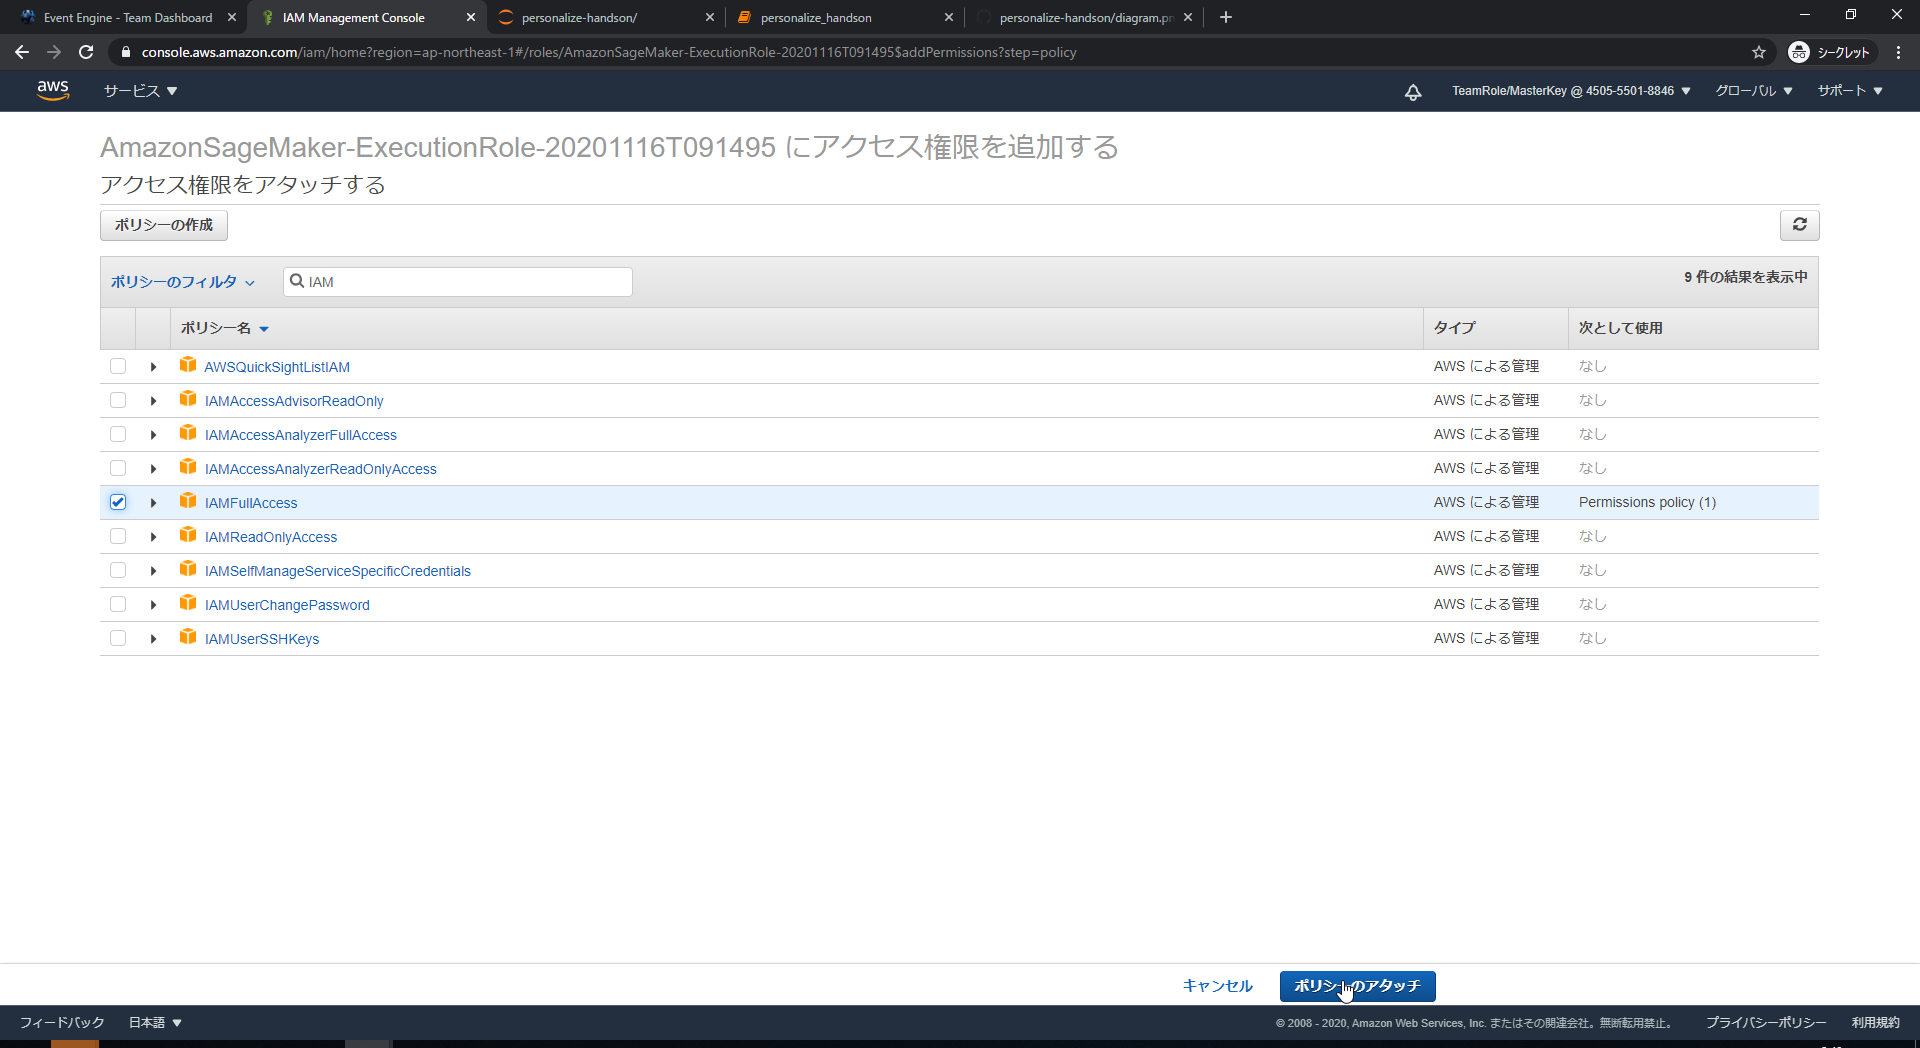 Event Engine - Team Dashboard
IAM Management Console
personalize-handson/
personalize_handson
personalize-handson/diagram.pn
console.aws.amazon.com/iam/home?region=ap-northeast-1#/roles/AmazonSageMaker-ExecutionRole-20201116T091495$addPermissions?step=policy
シークレット
aws
サービス
TeamRole/MasterKey @ 4505-5501-8846
グローバル
サポート
AmazonSageMaker-ExecutionRole-20201116T091495 にアクセス権限を追加する
アクセス権限をアタッチする
ポリシーの作成
ポリシーのフィルタ
IAM
9 件の結果を表示中
ポリシー名
タイプ
次として使用
AWSQuickSightListIAM
AWS による管理
なし
IAMAccessAdvisorReadOnly
AWS による管理
なし
IAMAccessAnalyzerFullAccess
AWS による管理
なし
IAMAccessAnalyzerReadOnlyAccess
AWS による管理
なし
IAMFullAccess
AWS による管理
Permissions policy (1)
IAMReadOnlyAccess
AWS による管理
なし
IAMSelfManageServiceSpecificCredentials
AWS による管理
なし
IAMUserChangePassword
AWS による管理
なし
IAMUserSSHKeys
AWS による管理
なし
キャンセル
ポリシーのアタッチ
フィードバック
日本語
© 2008 - 2020, Amazon Web Services, Inc. またはその関連会社。無断転用禁止。
プライバシーポリシー
利用規約